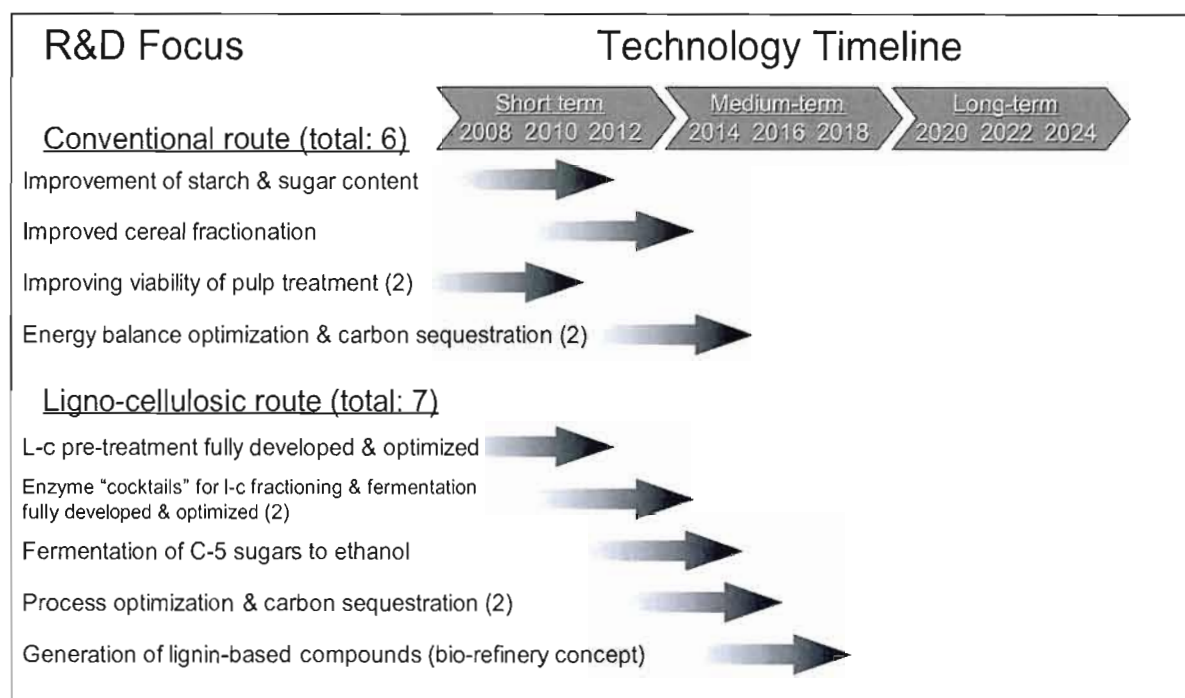 R&D Focus
Technology Timeline
Short term
Medium-term
Long-term
2008 2010 2012
2014 2016 2018
2020 2022 2024
Conventional route (total: 6)
Improvement of starch & sugar content
Improved cereal fractionation
Improving viability of pulp treatment (2)
Energy balance optimization & carbon sequestration (2)
Ligno-cellulosic route (total: 7)
L-c pre-treatment fully developed & optimized
Enzyme “cocktails” for l-c fractioning & fermentation
fully developed & optimized (2)
Fermentation of C-5 sugars to ethanol
Process optimization & carbon sequestration (2)
Generation of lignin-based compounds (bio-refinery concept)